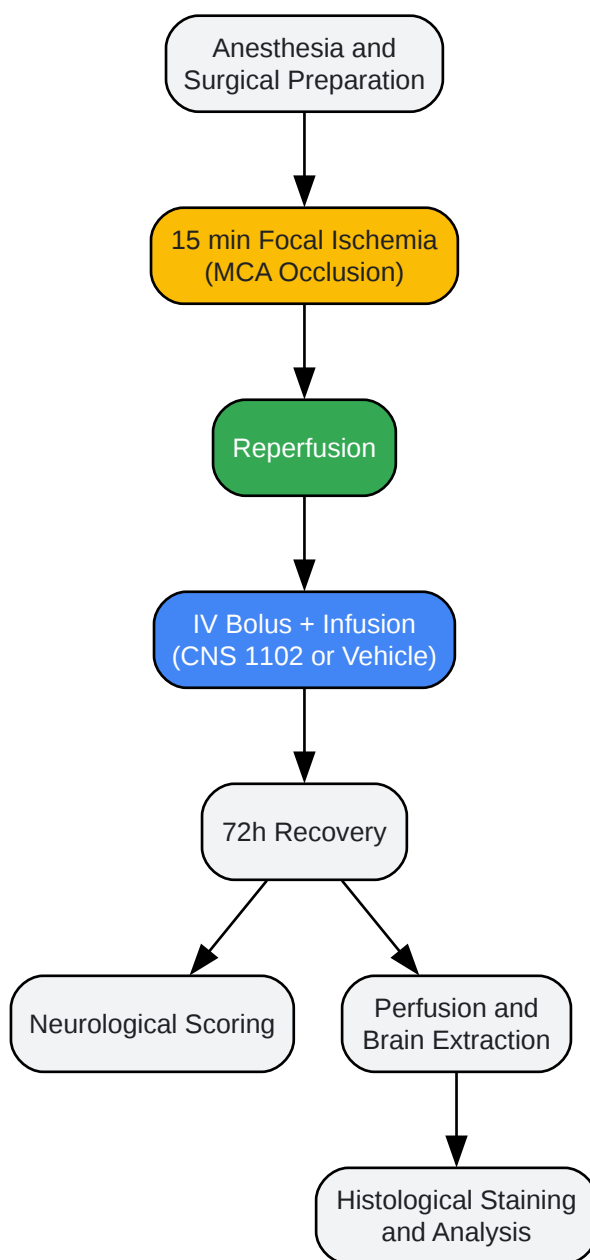 Anesthesia and
Surgical Preparation
15 min Focal Ischemia
(MCA Occlusion)
Reperfusion
IV Bolus + Infusion
(CNS 1102 or Vehicle)
72h Recovery
Neurological Scoring
Perfusion and
Brain Extraction
Histological Staining
and Analysis